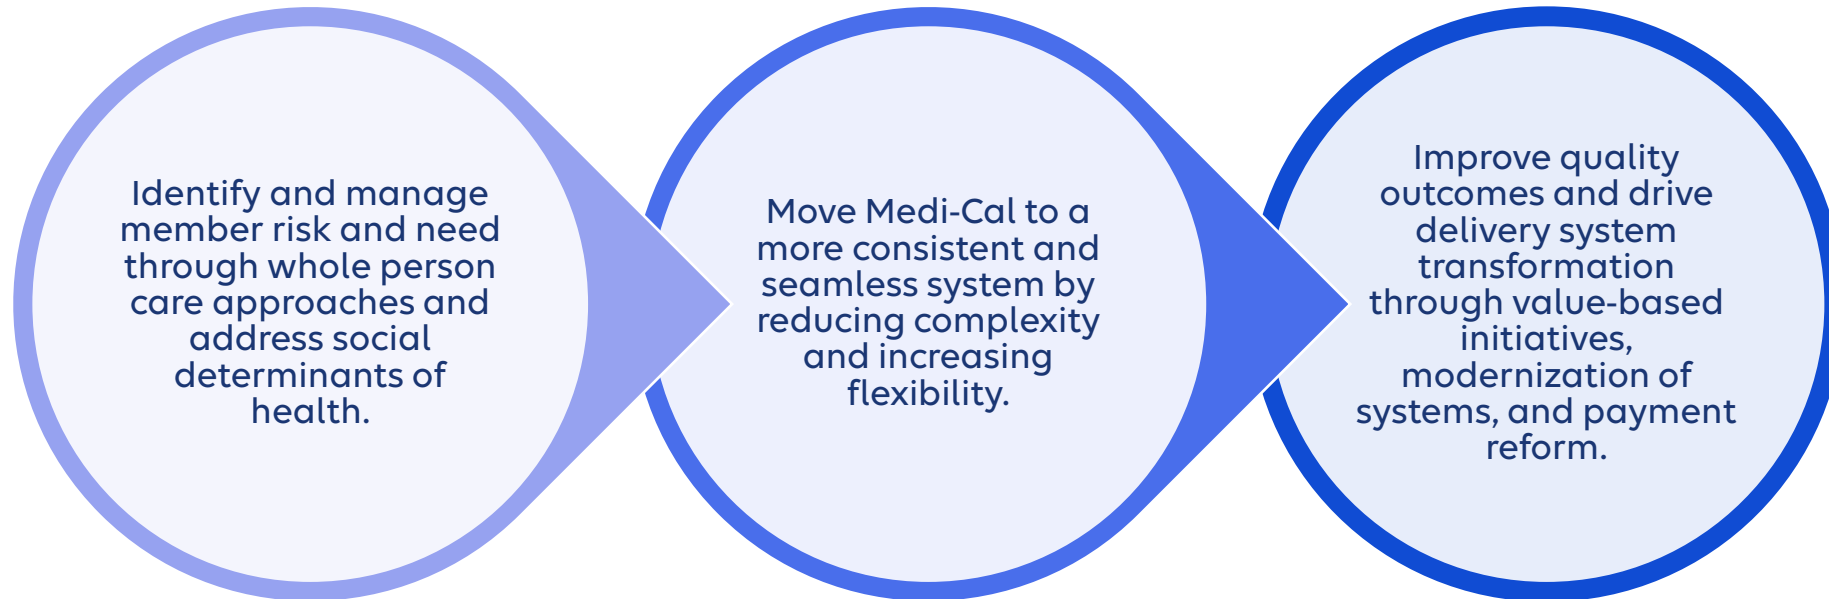 Identify and manage
member risk and need
through whole person
care approaches and
address social
determinants of
health.
Move Medi-Cal to a
more consistent and
seamless system by
reducing complexity
and increasing
flexibility.
Improve quality
outcomes and drive
delivery system
transformation
through value-based
initiatives,
modernization of
systems, and payment
reform.